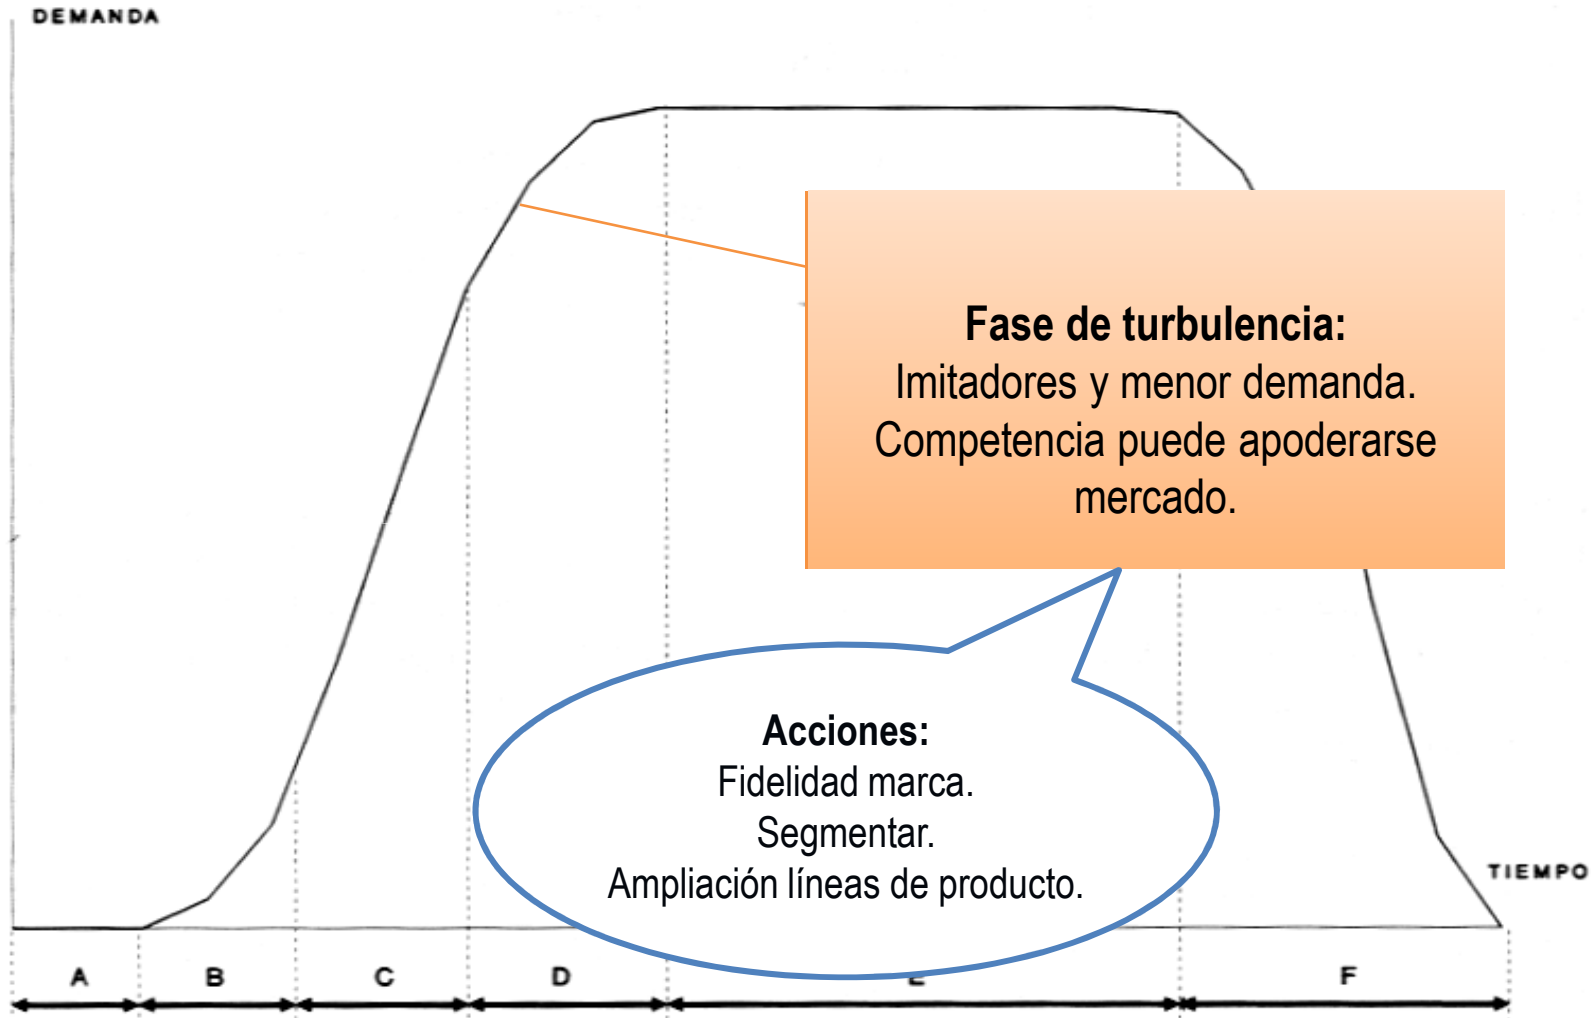 DEMANDA
Fase de turbulencia:
Imitadores y menor demanda.
Competencia puede apoderarse
mercado.
Acciones:
Fidelidad marca.
Segmentar.
Ampliación líneas de producto.
TIEMPO
A B C D F